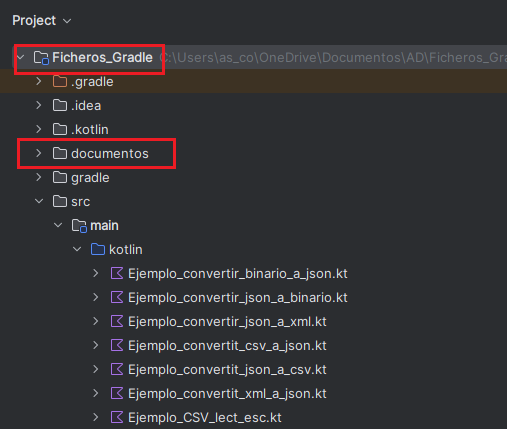 Project
Ficheros_Gradle C:\Users\as_co\OneDrive\Documentos\AD\Ficheros_Gra
.gradle
.idea
.kotlin
documentos
gradle
src
main
kotlin
Ejemplo_convertir_binario_a_json.kt
Ejemplo_convertir_json_a_binario.kt
Ejemplo_convertir_json_a_xml.kt
Ejemplo_convertit_csv_a_json.kt
Ejemplo_convertit_json_a_csv.kt
Ejemplo_convertit_xml_a_json.kt
Ejemplo_CSV_lect_esc.kt